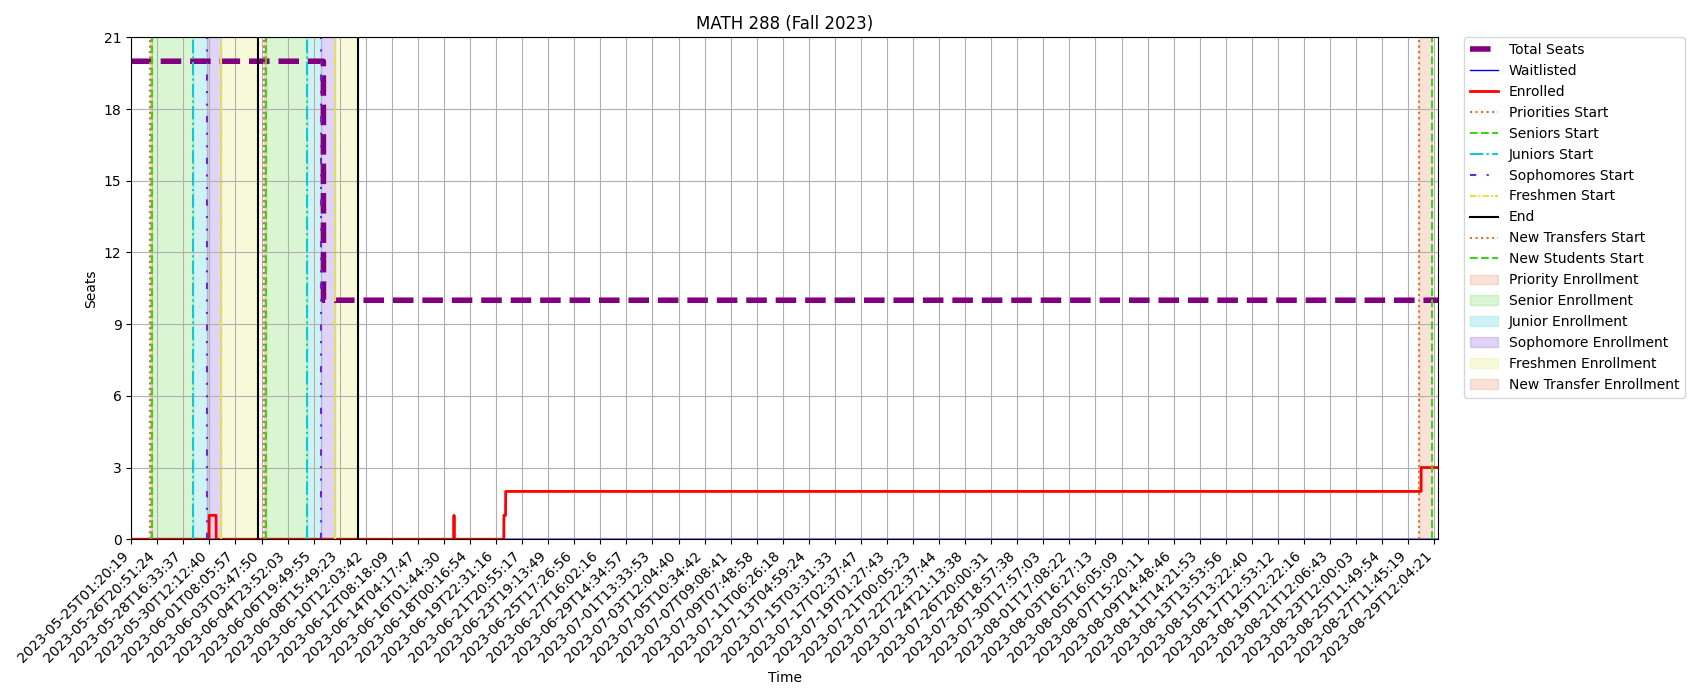 MATH 288 (Fall 2023)
Seats
21
18
15
12
9
6
3
0
2023-05-25T01:20:19
2023-05-26T20:51:24
2023-05-28T16:33:37
2023-05-30T12:12:40
2023-06-01T08:05:57
2023-06-03T03:47:50
2023-06-04T23:52:03
2023-06-06T19:49:55
2023-06-08T15:49:23
2023-06-10T12:03:42
2023-06-12T08:18:09
2023-06-14T04:17:47
2023-06-16T01:44:30
2023-06-18T00:16:54
2023-06-19T22:31:16
2023-06-21T20:55:17
2023-06-23T19:13:49
2023-06-25T17:26:56
2023-06-27T16:02:16
2023-06-29T14:34:57
2023-07-01T13:33:53
2023-07-03T12:04:40
2023-07-05T10:34:42
2023-07-07T09:08:41
2023-07-09T07:48:58
2023-07-11T06:26:18
2023-07-13T04:59:24
2023-07-15T03:31:33
2023-07-17T02:37:47
2023-07-19T01:27:43
2023-07-21T00:05:23
2023-07-22T22:37:44
2023-07-24T21:13:38
2023-07-26T20:00:31
2023-07-28T18:57:38
2023-07-30T17:57:03
2023-08-01T17:08:22
2023-08-03T16:27:13
2023-08-05T16:05:09
2023-08-07T15:20:11
2023-08-09T14:48:46
2023-08-11T14:21:53
2023-08-13T13:53:56
2023-08-15T13:22:40
2023-08-17T12:53:12
2023-08-19T12:22:16
2023-08-21T12:06:43
2023-08-23T12:00:03
2023-08-25T11:49:54
2023-08-27T11:45:19
2023-08-29T12:04:21
Time
Total Seats
Waitlisted
Enrolled
Priorities Start
Seniors Start
Juniors Start
Sophomores Start
Freshmen Start
End
New Transfers Start
New Students Start
Priority Enrollment
Senior Enrollment
Junior Enrollment
Sophomore Enrollment
Freshmen Enrollment
New Transfer Enrollment